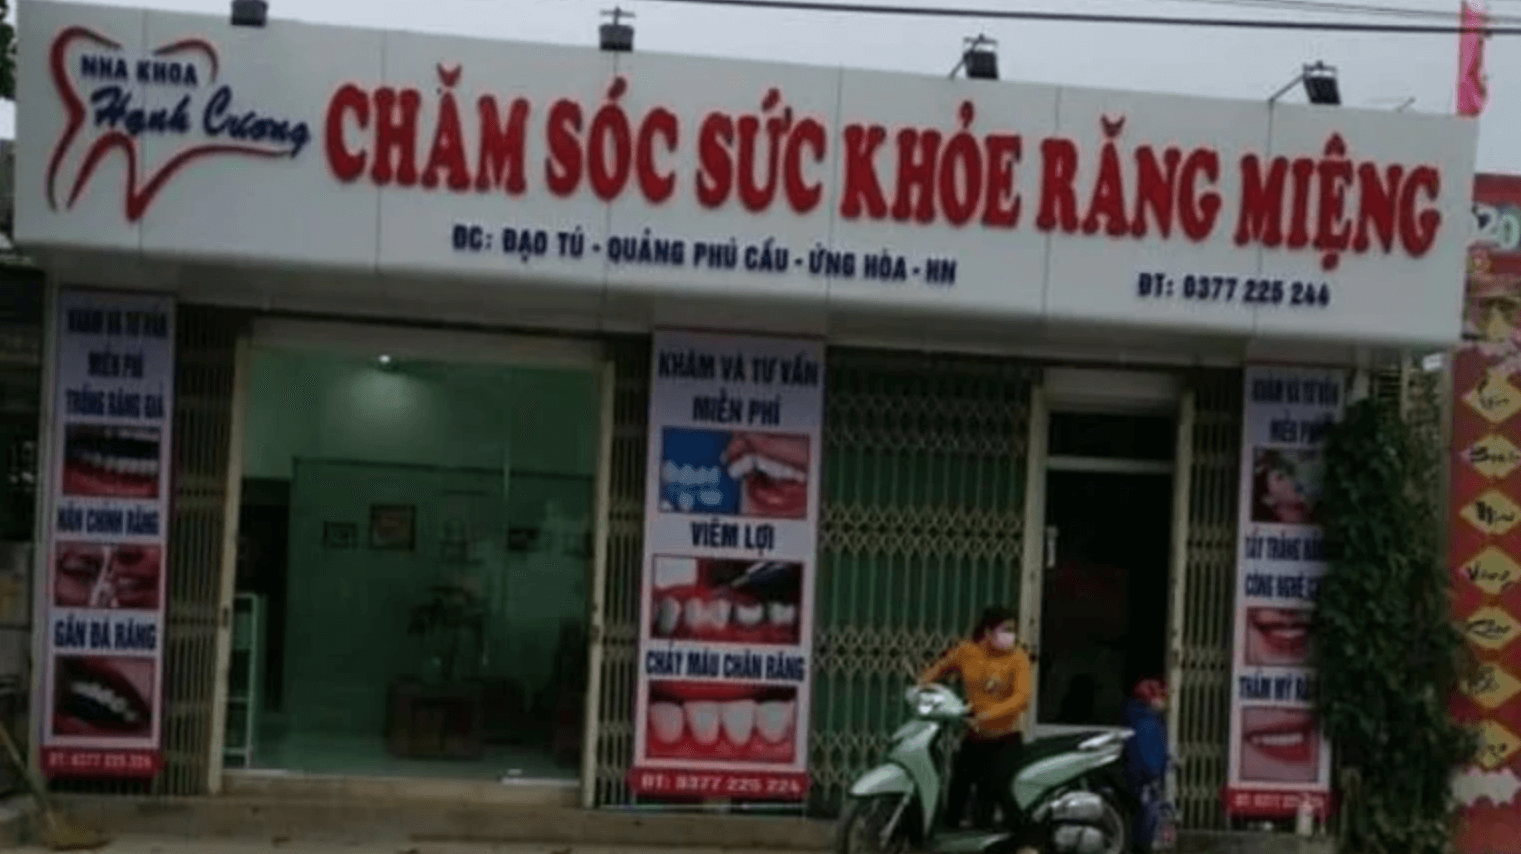 NHA KHOA
Hạnh Cương
CHĂM SÓC SỨC KHỎE RĂNG MIỆNG
ĐC: ĐẠO TÚ - QUẢNG PHÚ CẦU - ỨNG HÒA - HN
ĐT: 0377 225 244
KHÁM VÀ TƯ VẤN
MIỄN PHÍ
TRỒNG RĂNG GIẢ
NẮN CHỈNH RĂNG
GẮN ĐÁ RĂNG
KHÁM VÀ TƯ VẤN
MIỄN PHÍ
VIÊM LỢI
CHẢY MÁU CHÂN RĂNG
ĐT: 0377 225 224
KHÁM VÀ TƯ VẤN
MIỄN
TẨY TRẮNG
CÔNG NGHỆ
THẨM MỸ